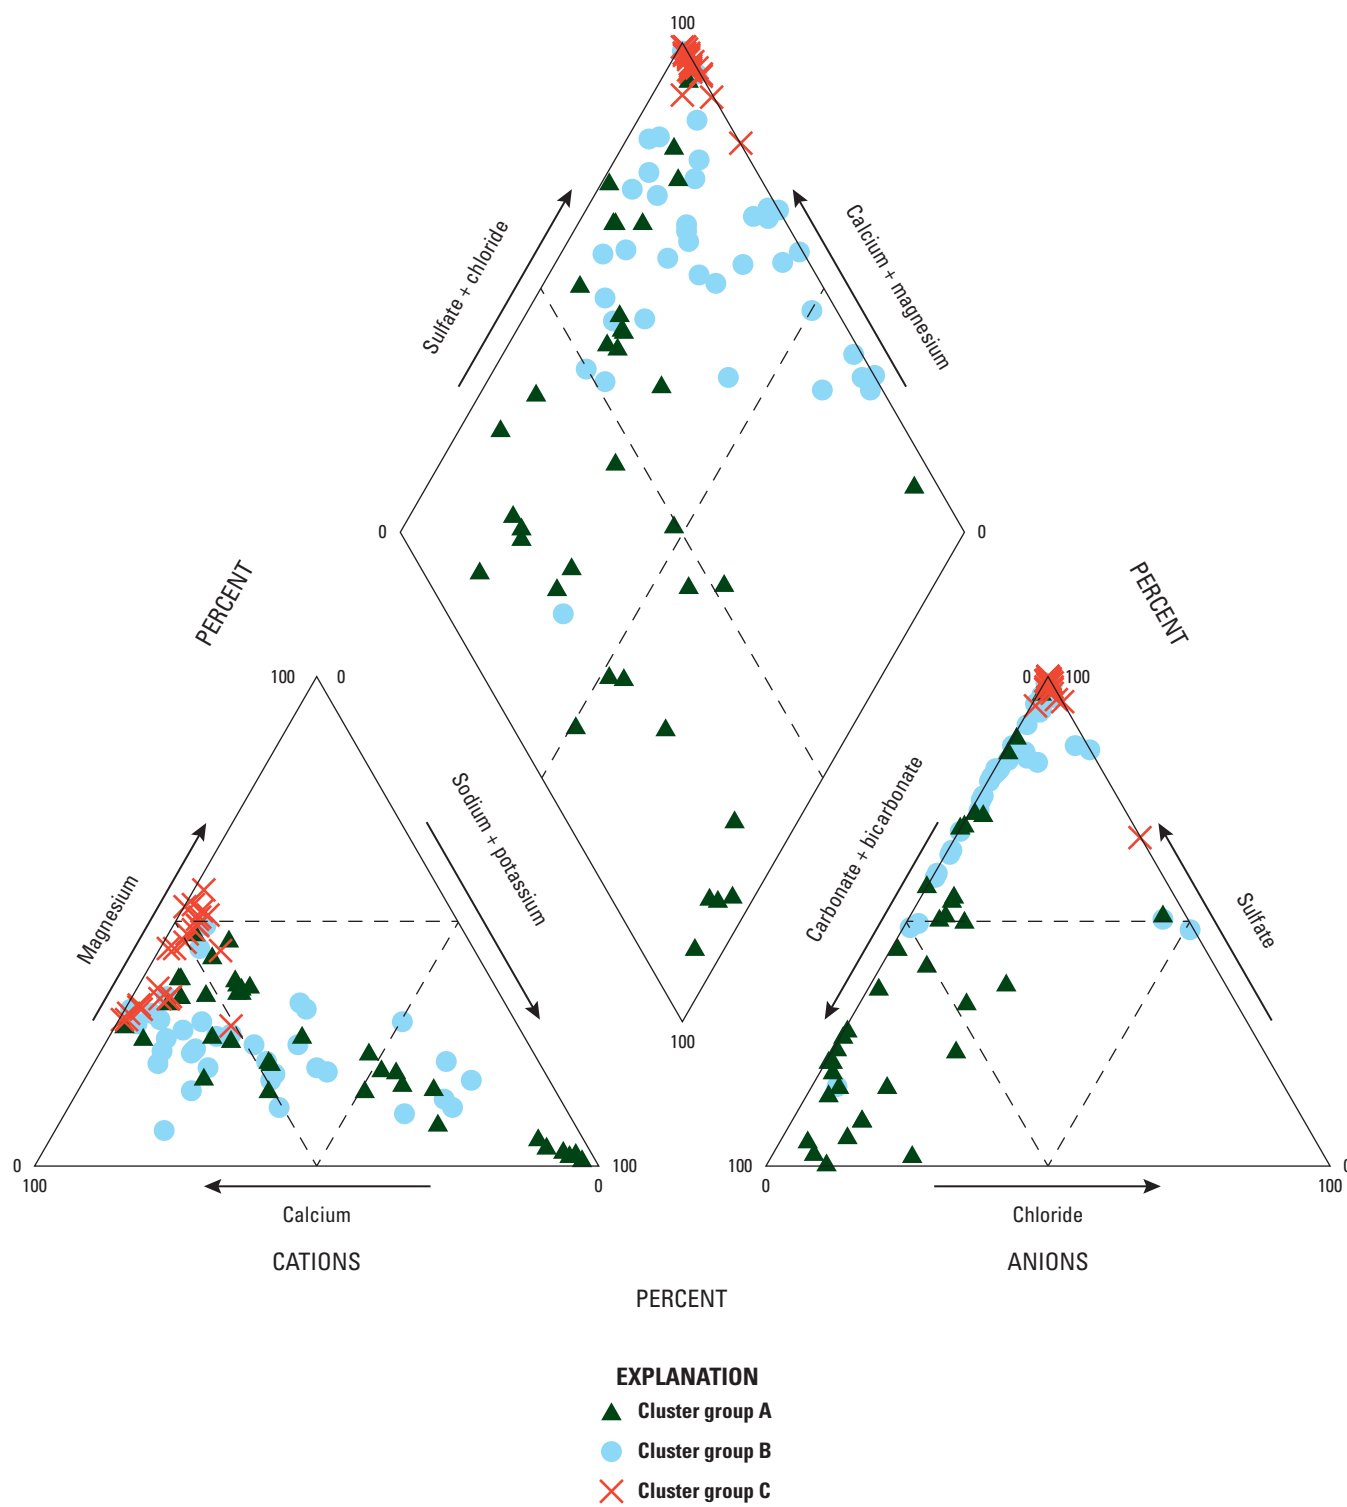 100
Sulfate + chloride
Calcium + magnesium
0
0
PERCENT
PERCENT
100
0
0
100
Magnesium
Sodium + potassium
Carbonate + bicarbonate
Sulfate
100
0
100
100
0
100
0
0
100
Calcium
Chloride
CATIONS
ANIONS
PERCENT
EXPLANATION
Cluster group A
Cluster group B
Cluster group C